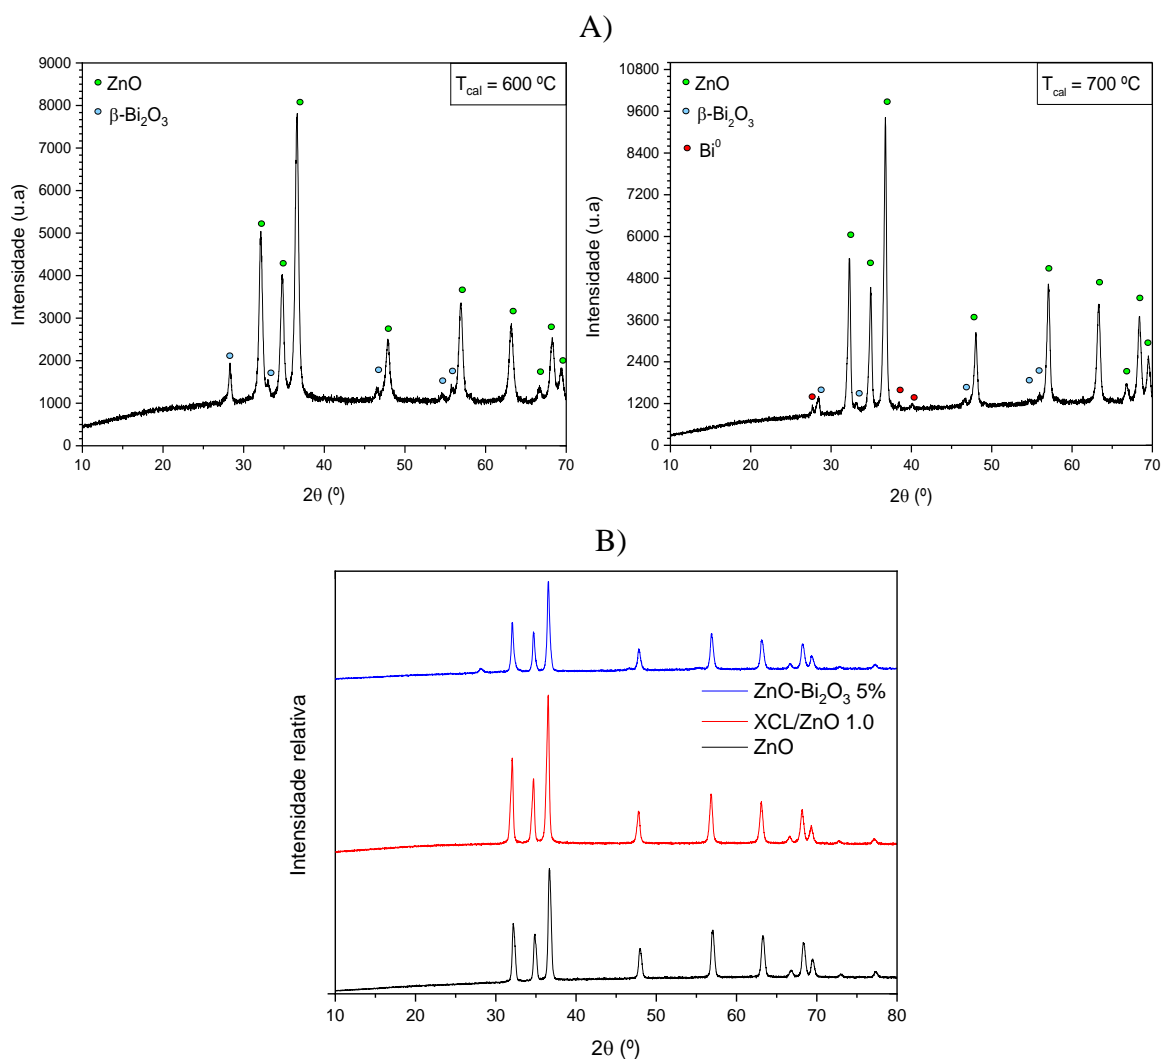 A)
9000
8000
7000
6000
5000
4000
3000
2000
1000
0
Intensidade (u.a)
ZnO
β-Bi₂O₃
T_cal = 600 ºC
10 20 30 40 50 60 70
2θ (º)
10800
9600
8400
7200
6000
4800
3600
2400
1200
0
Intensidade (u.a)
ZnO
β-Bi₂O₃
Bi⁰
T_cal = 700 ºC
10 20 30 40 50 60 70
2θ (º)
B)
Intensidade relativa
ZnO-Bi₂O₃ 5%
XCL/ZnO 1.0
ZnO
10 20 30 40 50 60 70 80
2θ (º)